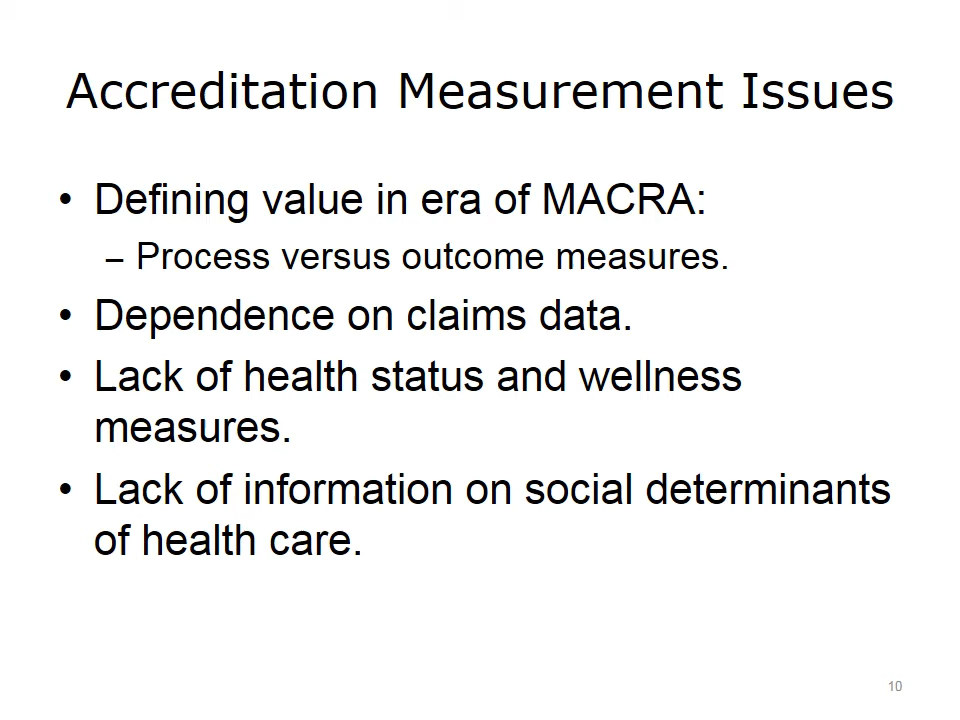 Accreditation Measurement Issues
• Defining value in era of MACRA:
– Process versus outcome measures.
• Dependence on claims data.
• Lack of health status and wellness
measures.
• Lack of information on social determinants
of health care.
10